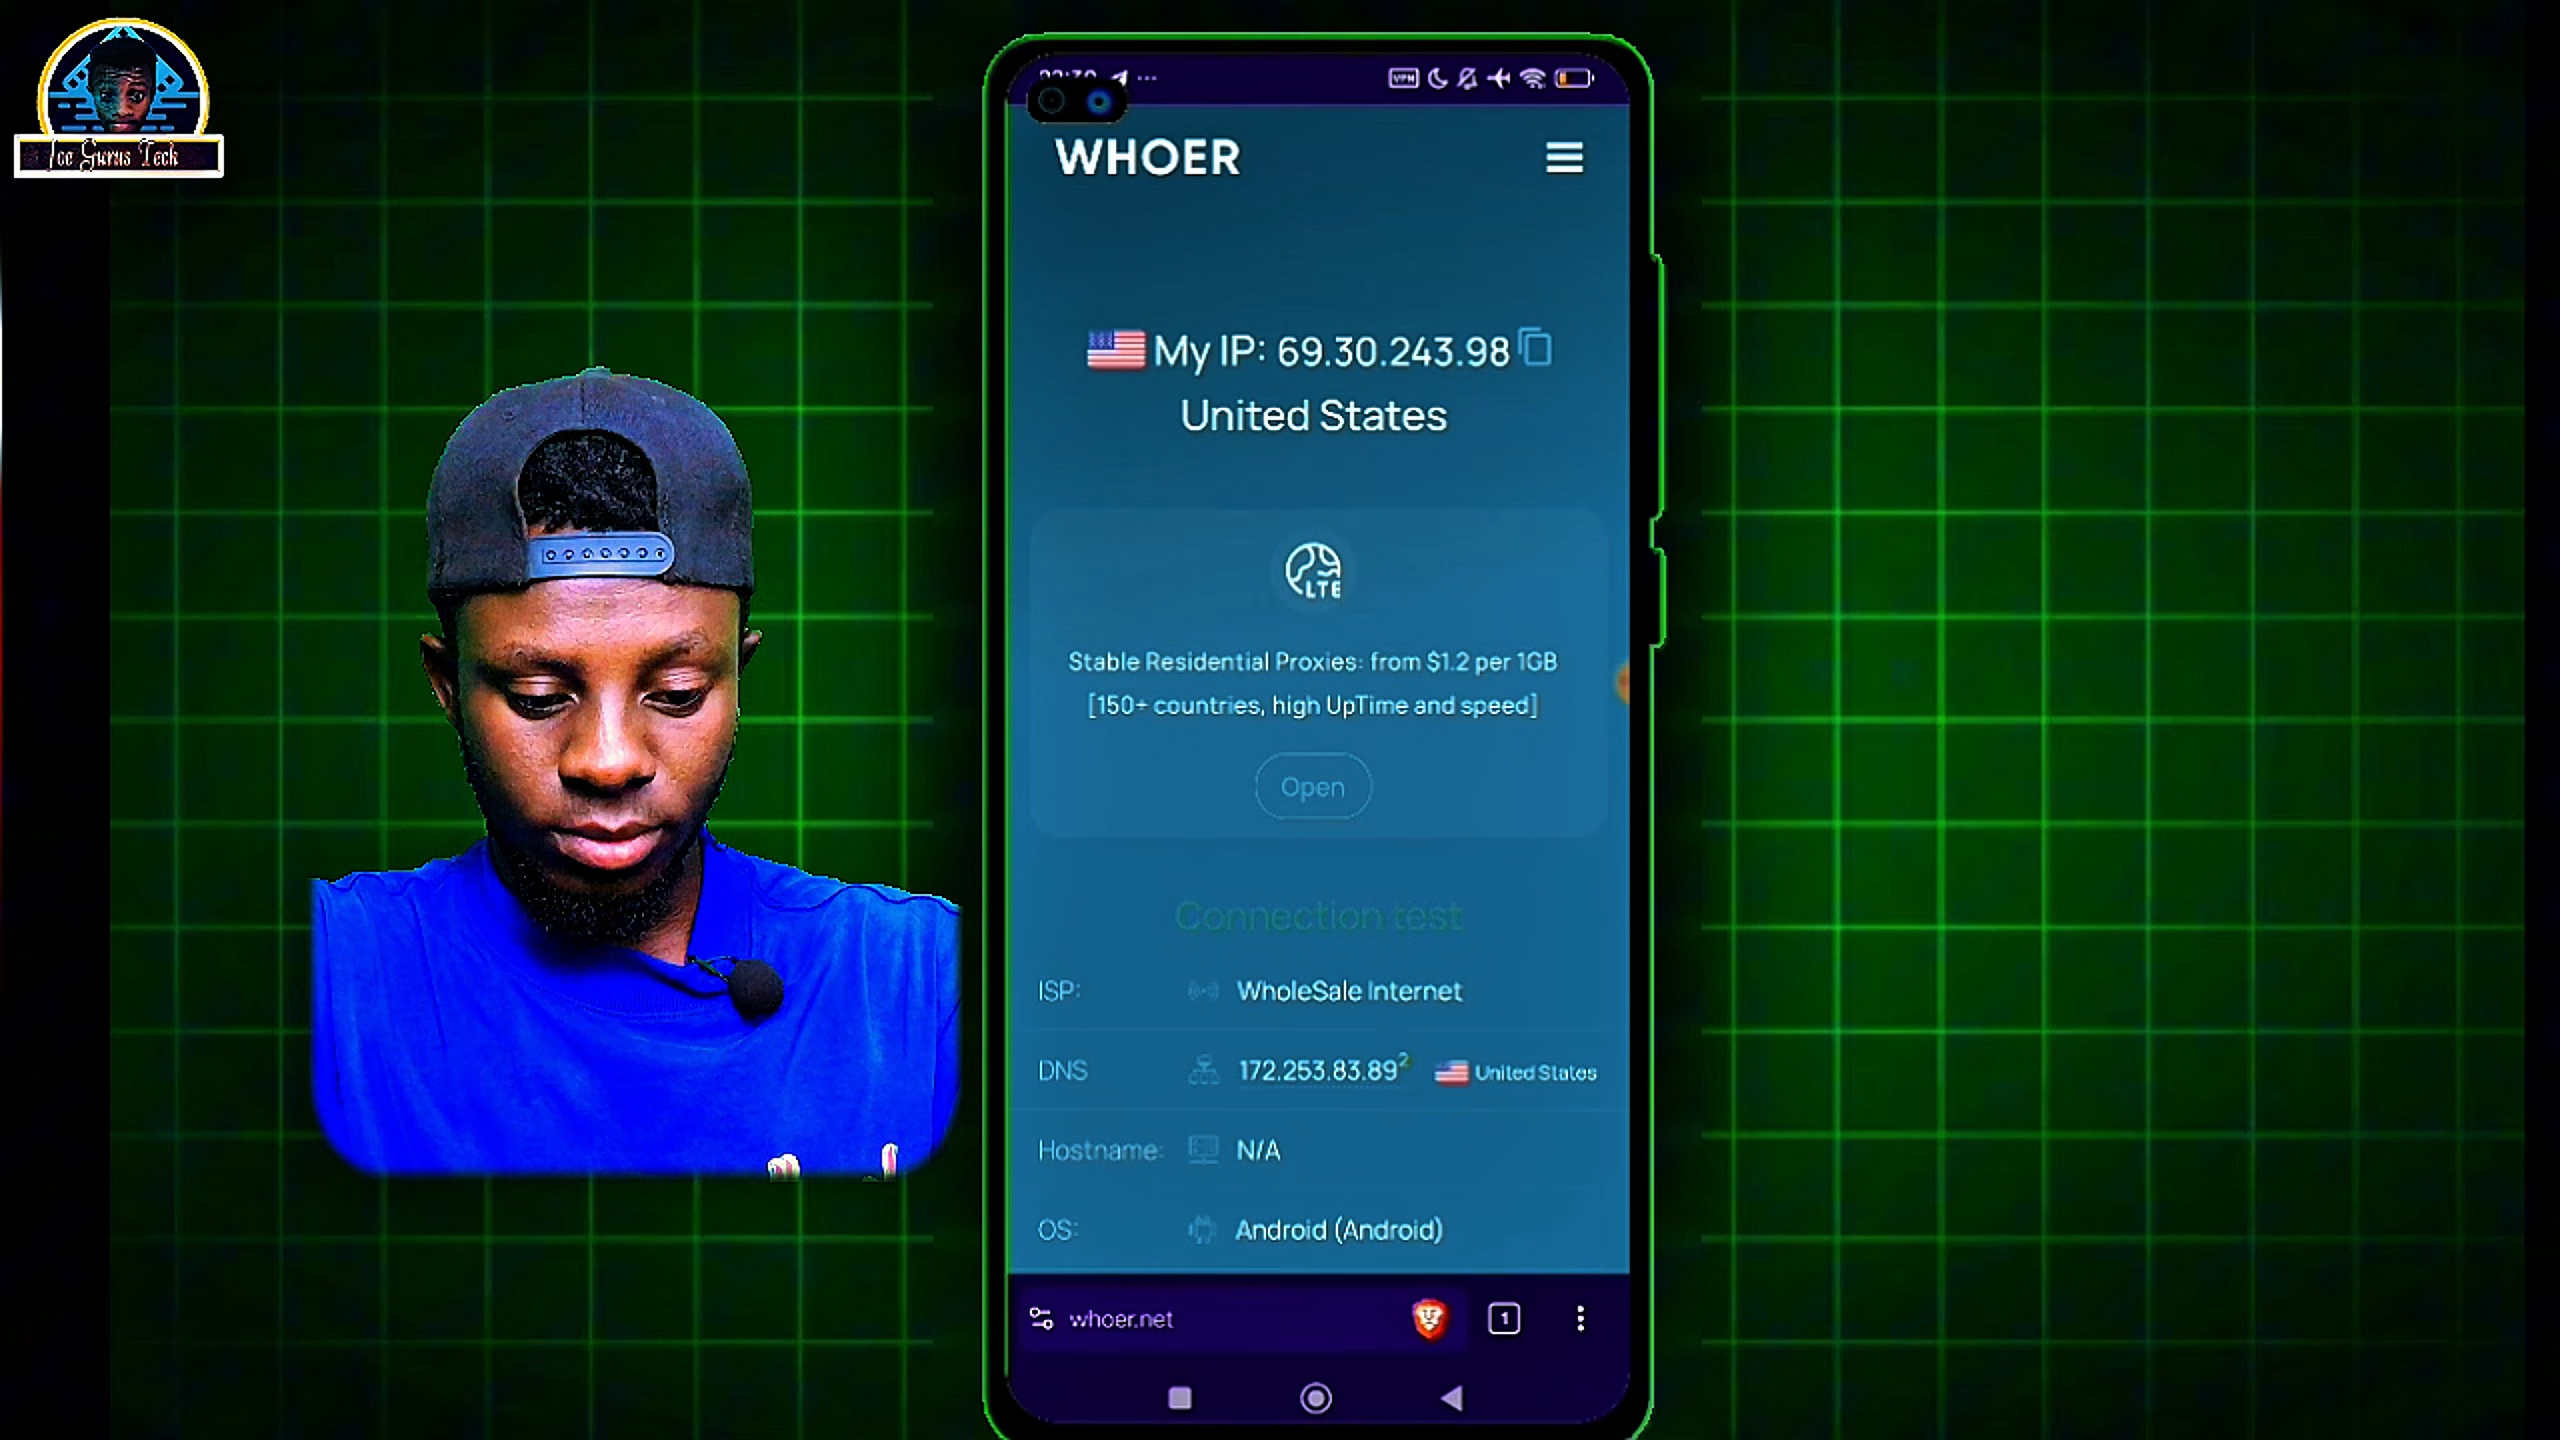 Ice Gurus Tech
VPN
WHOER
My IP: 69.30.243.98
United States
LTE
Stable Residential Proxies: from $1.2 per 1GB
[150+ countries, high UpTime and speed]
Open
Connection test
ISP: WholeSale Internet
DNS 172.253.83.89² United States
Hostname: N/A
OS: Android (Android)
whoer.net 1